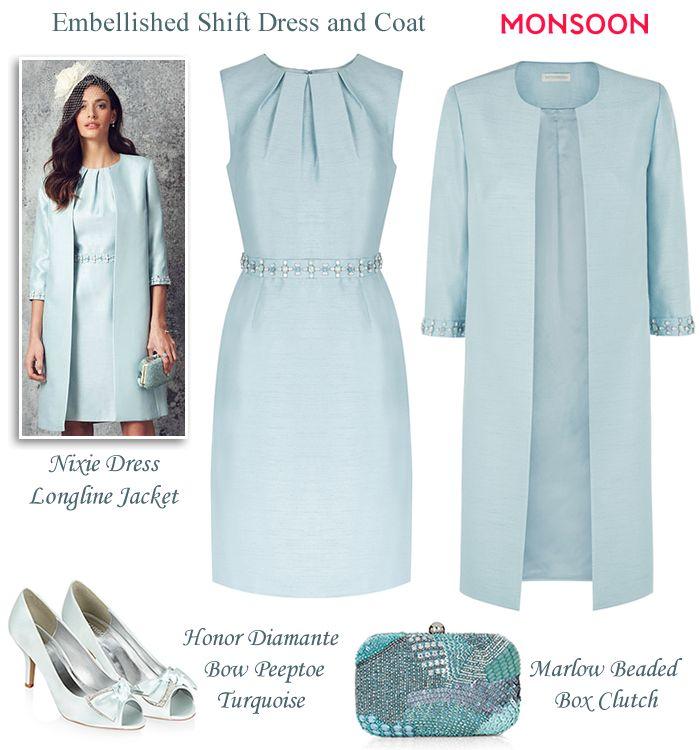 Embellished Shift Dress and Coat
MONSOON
Nixie Dress
Longline Jacket
Honor Diamante
Bow Peeptoe
Turquoise
Marlow Beaded
Box Clutch